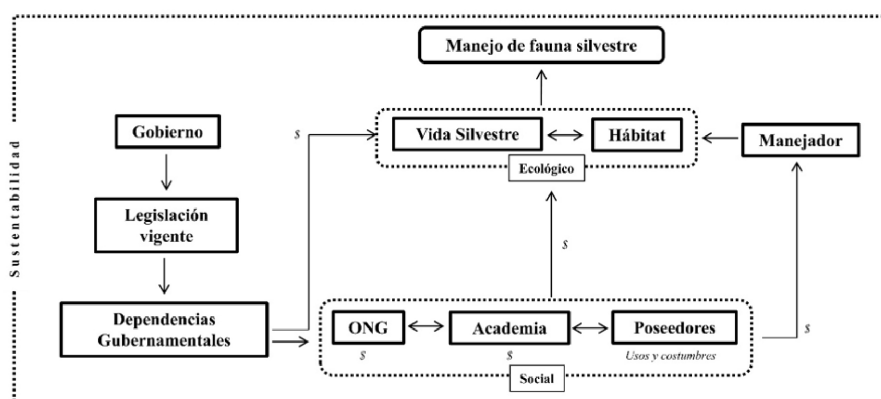 Sustentabilidad
Manejo de fauna silvestre
Gobierno
$
Vida Silvestre
Hábitat
Manejador
Ecológico
Legislación
vigente
$
Dependencias
Gubernamentales
ONG
Academia
Poseedores
$
$
$
Usos y costumbres
Social